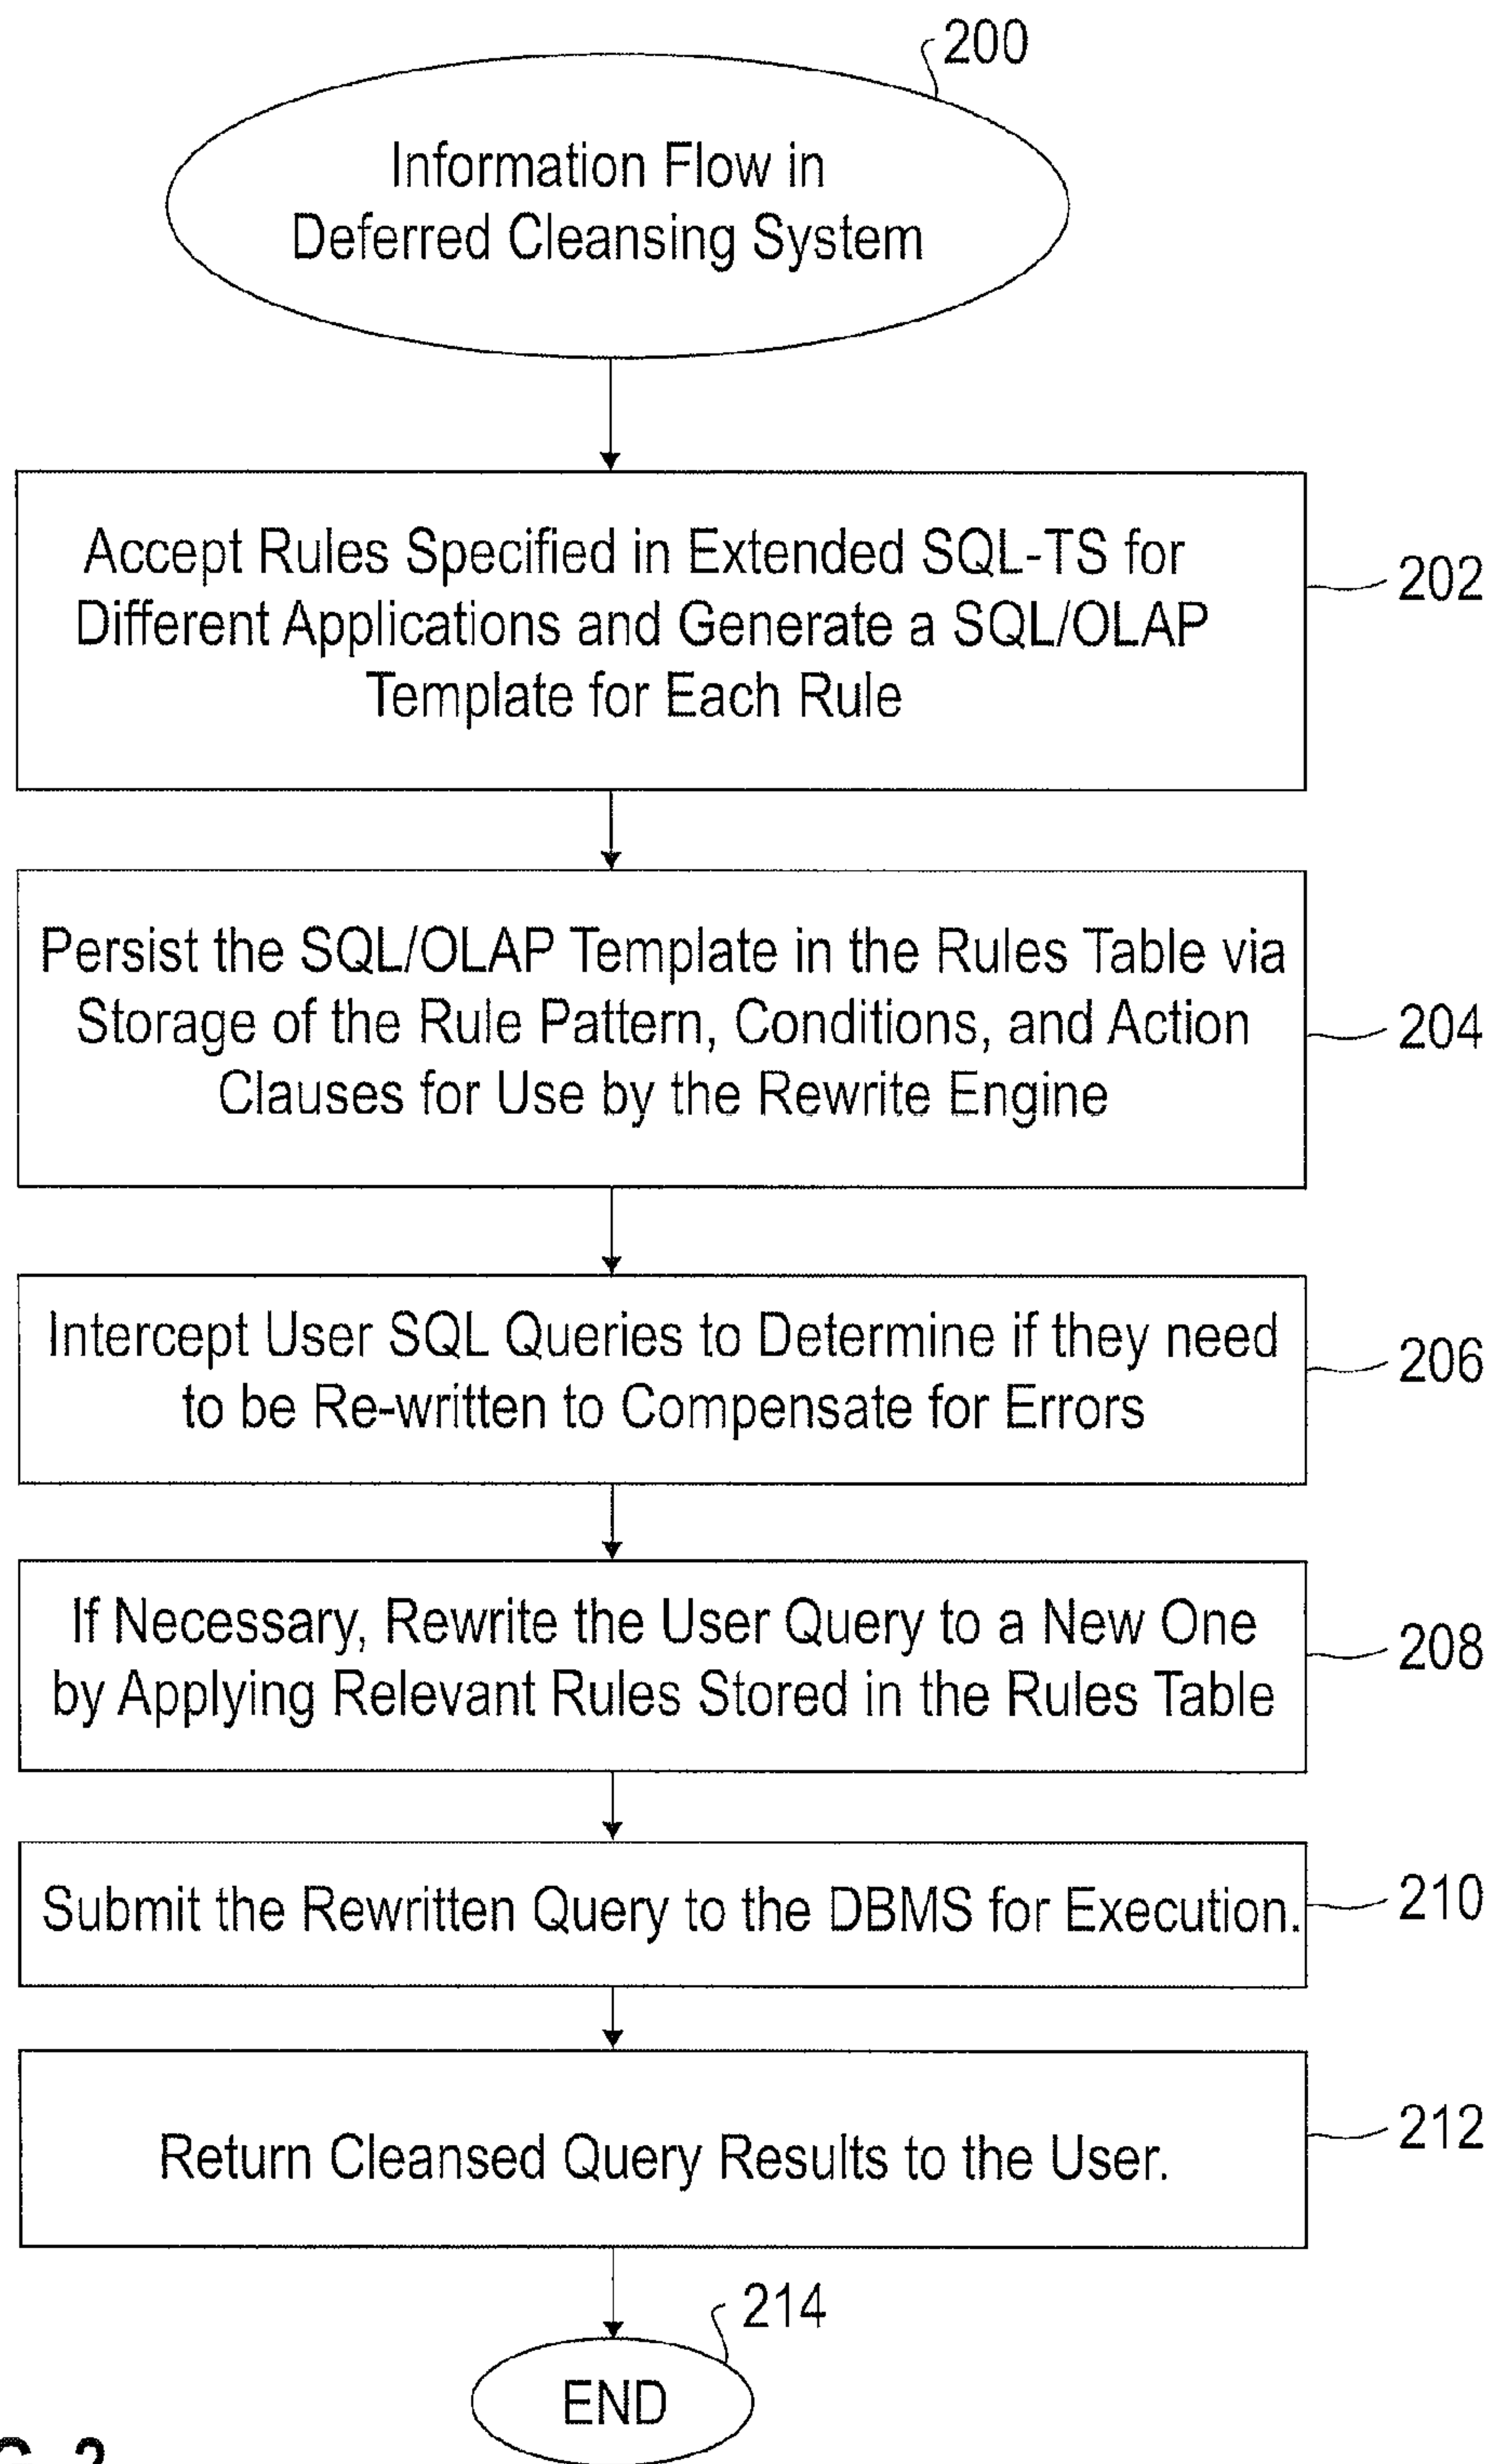 200
Information Flow in
Deferred Cleansing System
Accept Rules Specified in Extended SQL-TS for
Different Applications and Generate a SQL/OLAP
Template for Each Rule
202
Persist the SQL/OLAP Template in the Rules Table via
Storage of the Rule Pattern, Conditions, and Action
Clauses for Use by the Rewrite Engine
204
Intercept User SQL Queries to Determine if they need
to be Re-written to Compensate for Errors
206
If Necessary, Rewrite the User Query to a New One
by Applying Relevant Rules Stored in the Rules Table
208
Submit the Rewritten Query to the DBMS for Execution.
210
Return Cleansed Query Results to the User.
212
214
END